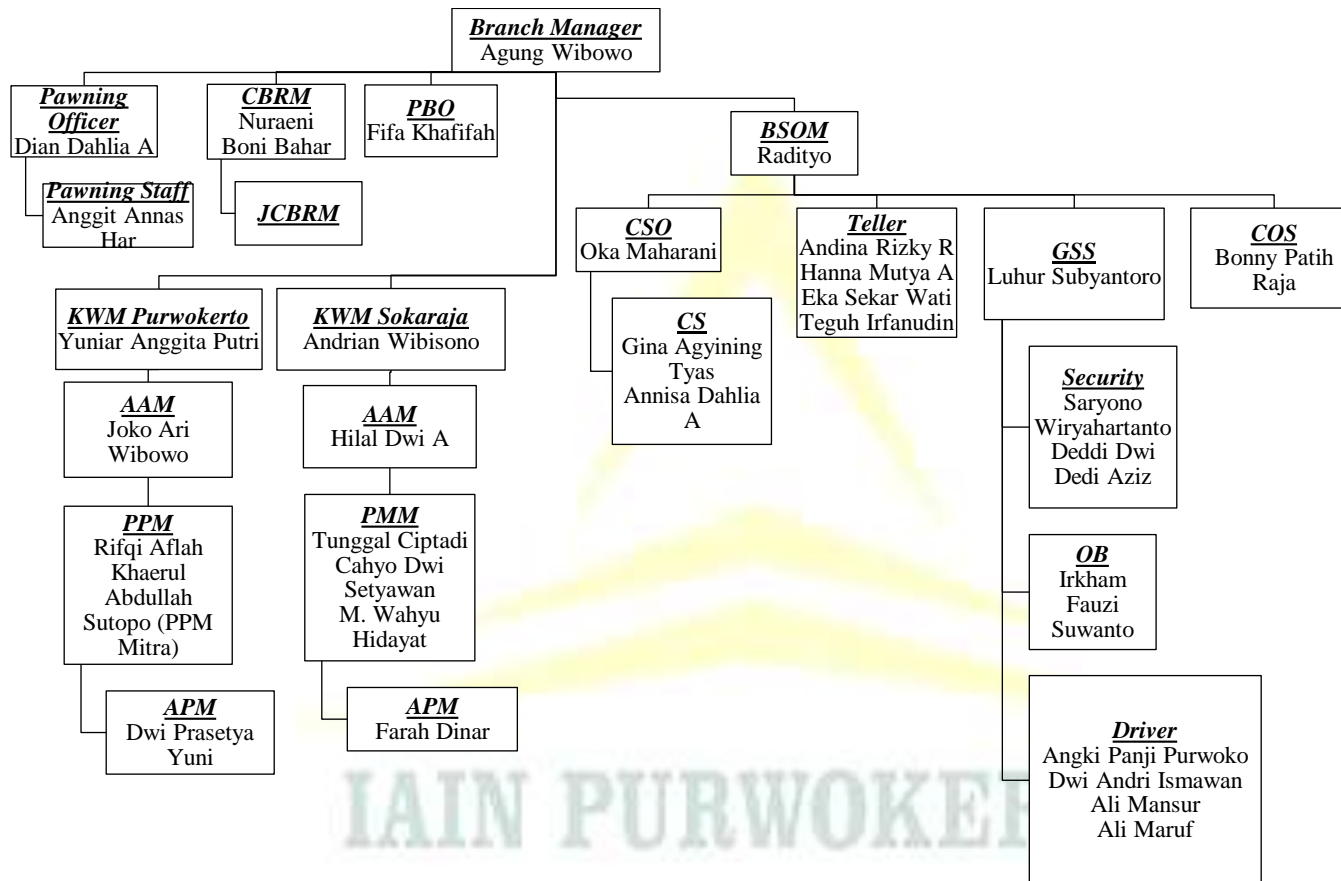 Branch Manager
Agung Wibowo
Pawning
Officer
Dian Dahlia A
CBRM
Nuraeni
Boni Bahar
PBO
Fifa Khafifah
BSOM
Radityo
Pawning Staff
Anggit Annas
Har
JCBRM
CSO
Oka Maharani
Teller
Andina Rizky R
Hanna Mutya A
Eka Sekar Wati
Teguh Irfanudin
GSS
Luhur Subyantoro
COS
Bonny Patih
Raja
KWM Purwokerto
Yuniar Anggita Putri
KWM Sokaraja
Andrian Wibisono
CS
Gina Agyining
Tyas
Annisa Dahlia
A
Security
Saryono
Wiryahartanto
Deddi Dwi
Dedi Aziz
AAM
Joko Ari
Wibowo
AAM
Hilal Dwi A
PPM
Rifqi Aflah
Khaerul
Abdullah
Sutopo (PPM
Mitra)
PMM
Tunggal Ciptadi
Cahyo Dwi
Setyawan
M. Wahyu
Hidayat
OB
Irkham
Fauzi
Suwanto
APM
Dwi Prasetya
Yuni
APM
Farah Dinar
Driver
Angki Panji Purwoko
Dwi Andri Ismawan
Ali Mansur
Ali Maruf
IAIN PURWOKER